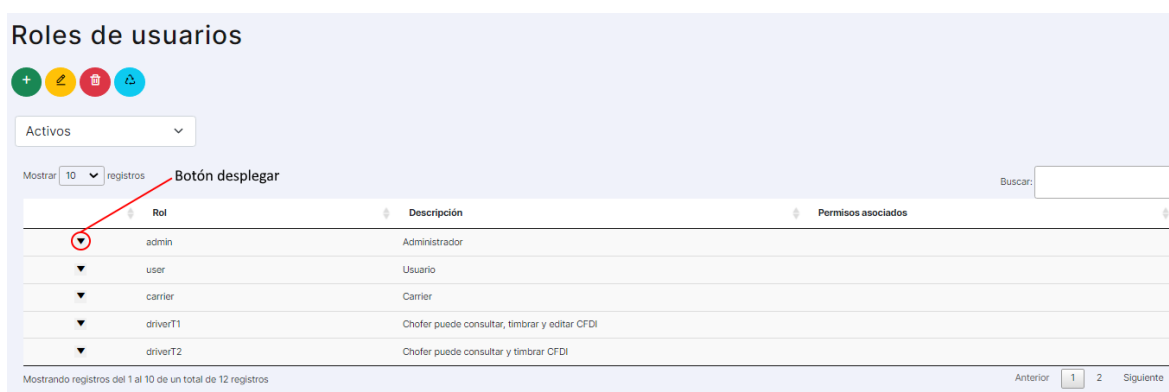 Roles de usuarios
Activos
Mostrar 10 registros
Botón desplegar
Buscar:
Rol Descripción Permisos asociados
admin Administrador
user Usuario
carrier Carrier
driverT1 Chofer puede consultar, timbrar y editar CFDI
driverT2 Chofer puede consultar y timbrar CFDI
Mostrando registros del 1 al 10 de un total de 12 registros
Anterior 1 2 Siguiente